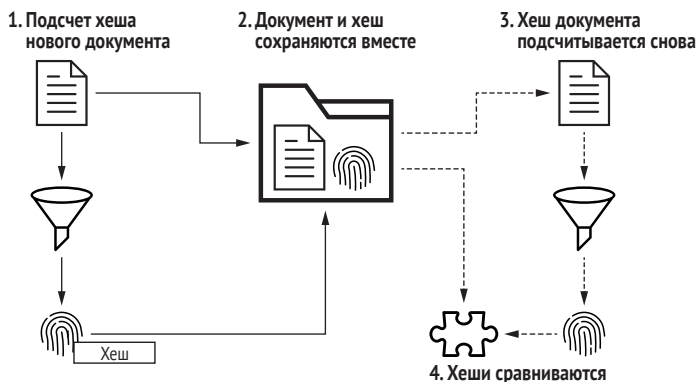 1. Подсчет хеша
нового документа
2. Документ и хеш
сохраняются вместе
3. Хеш документа
подсчитывается снова
Хеш
4. Хеши сравниваются